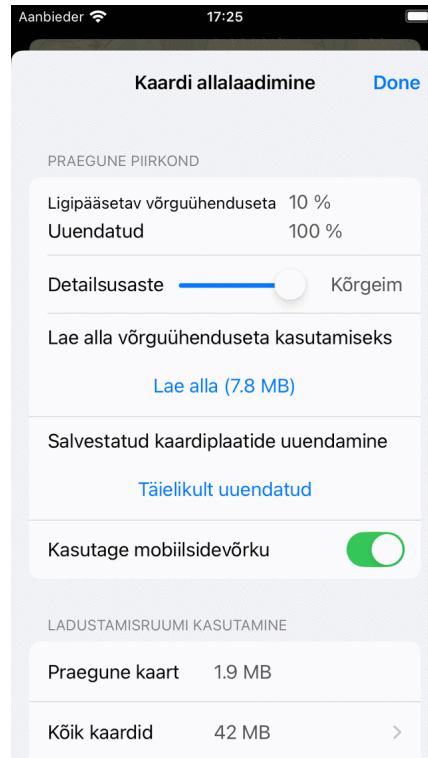 Aanbieder 17:25
Kaardi allalaadimine Done
PRAEGUNE PIIRKOND
Ligipääsetav võrguühenduseta 10 %
Uuendatud 100 %
Detailsusaste Kõrgeim
Lae alla võrguühenduseta kasutamiseks
Lae alla (7.8 MB)
Salvestatud kaardiplaatide uuendamine
Täielikult uuendatud
Kasutage mobiilsidevõrku
LADUSTAMISRUUMI KASUTAMINE
Praegune kaart 1.9 MB
Kõik kaardid 42 MB